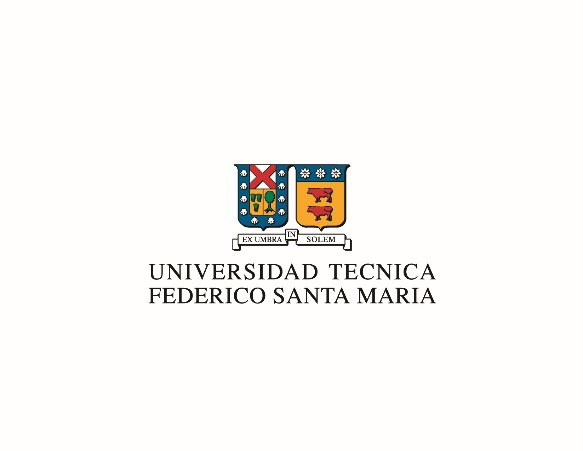 EX UMBRA IN SOLEM
UNIVERSIDAD TECNICA
FEDERICO SANTA MARIA